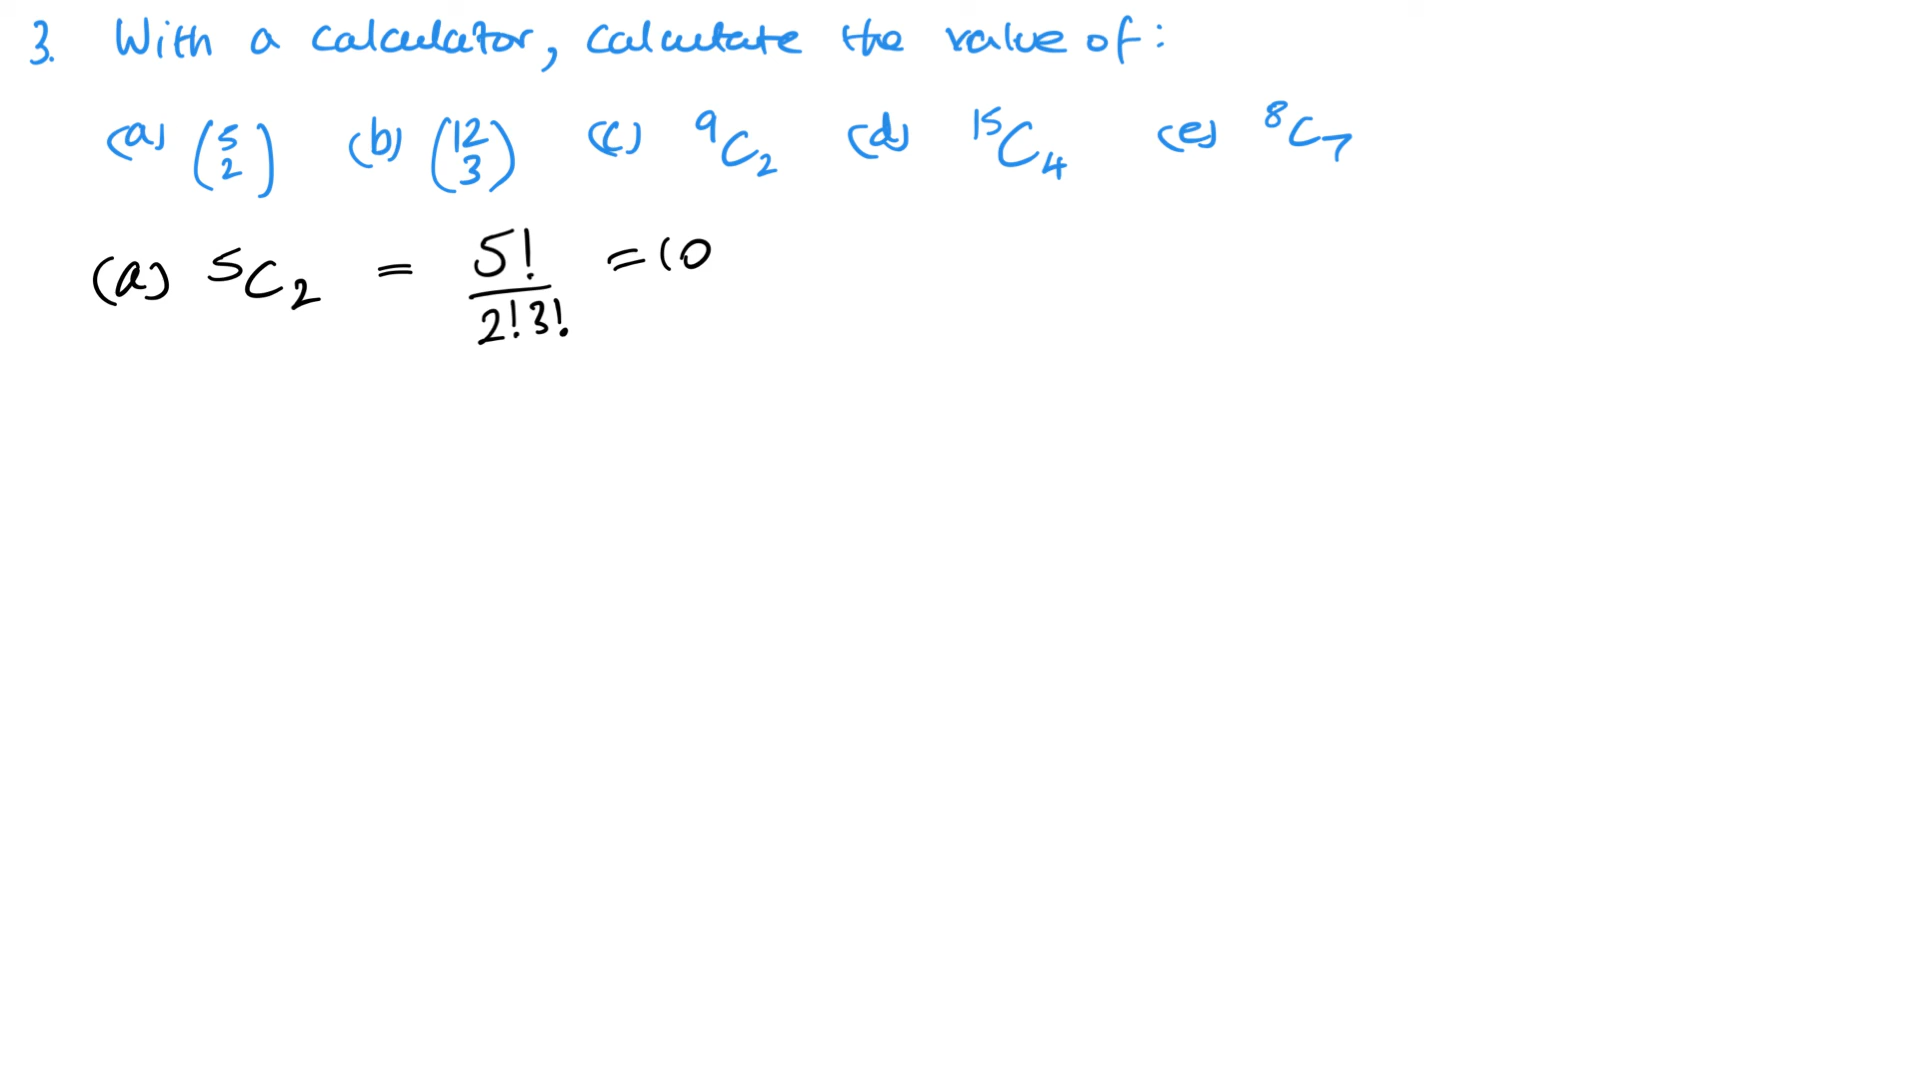 3. With a calculator, calculate the value of:
(a) (5 2) (b) (12 3) (c) ⁹C₂ (d) ¹⁵C₄ (e) ⁸C₇
(a) ⁵C₂ = 5!/2!3! = 10